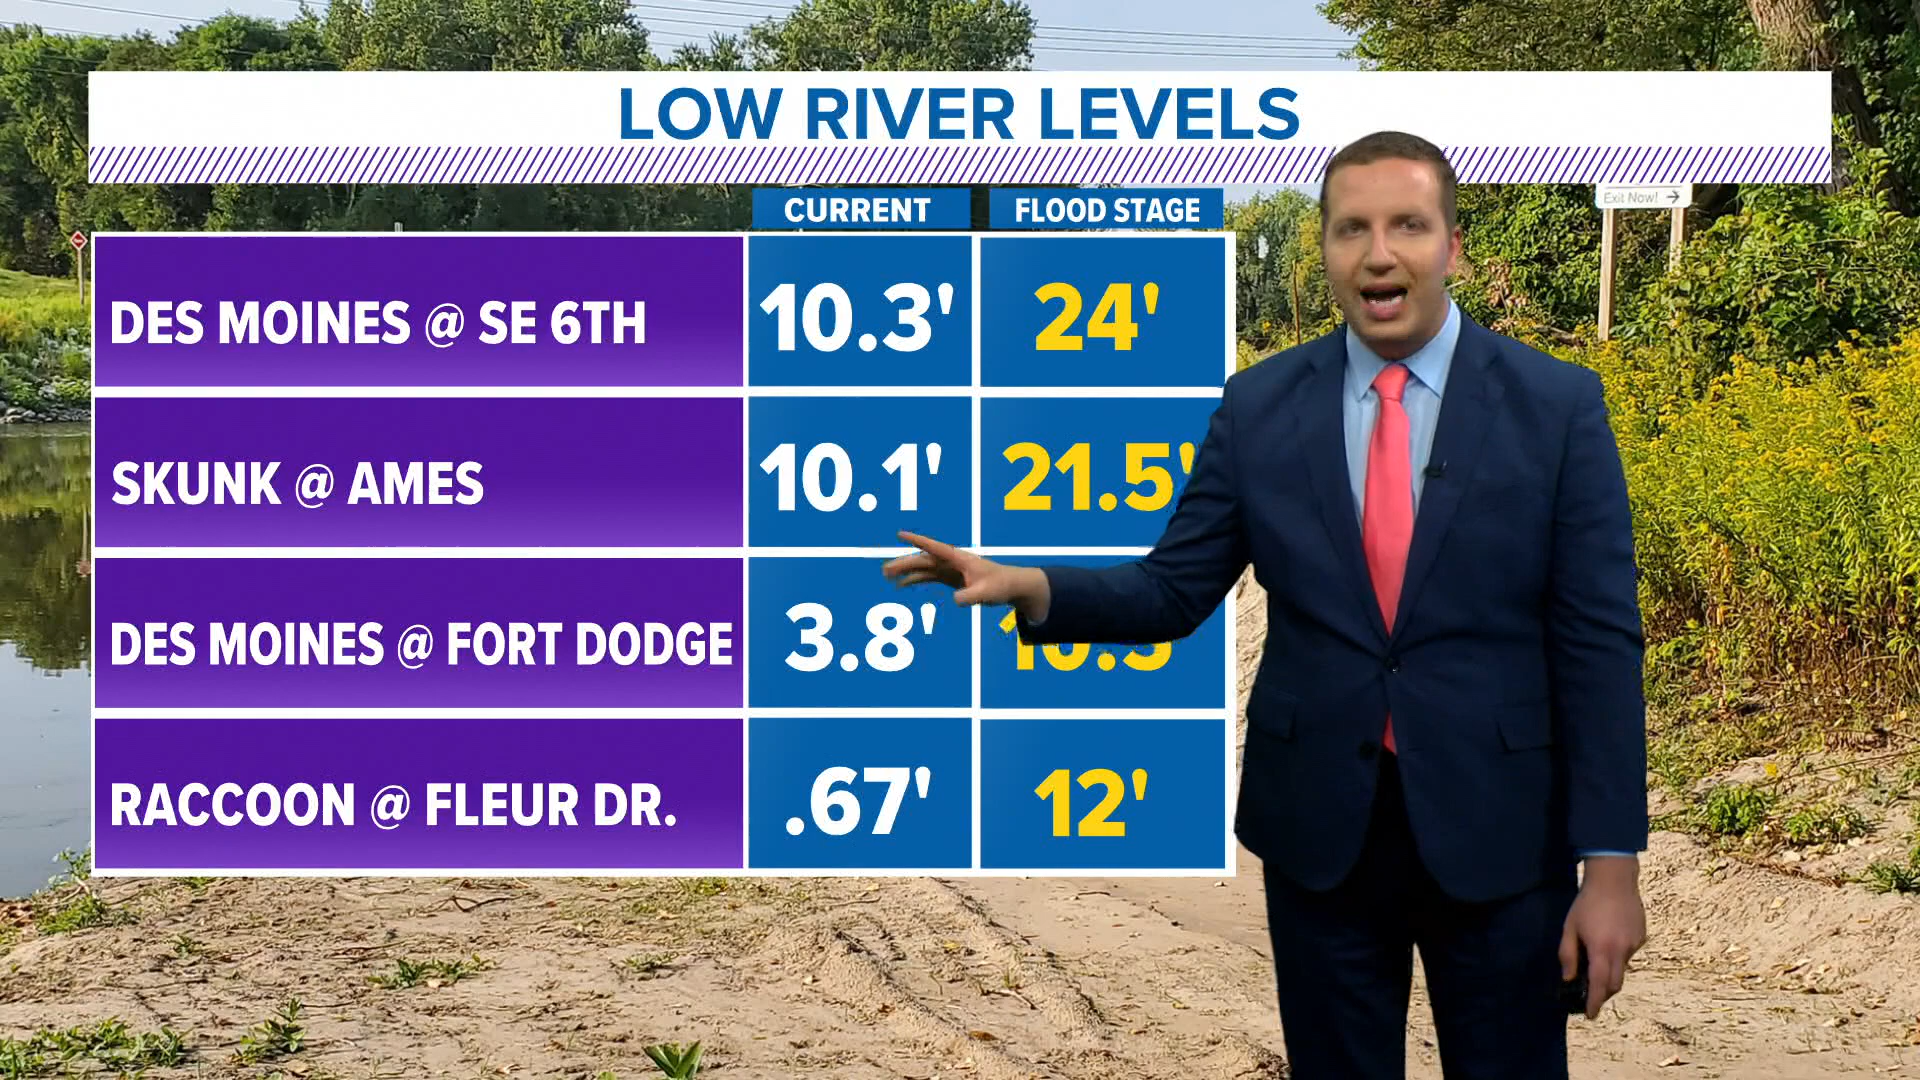 LOW RIVER LEVELS
Exit Now! →
CURRENT FLOOD STAGE
DES MOINES @ SE 6TH 10.3' 24'
SKUNK @ AMES 10.1' 21.5'
DES MOINES @ FORT DODGE 3.8'
RACCOON @ FLEUR DR. .67' 12'